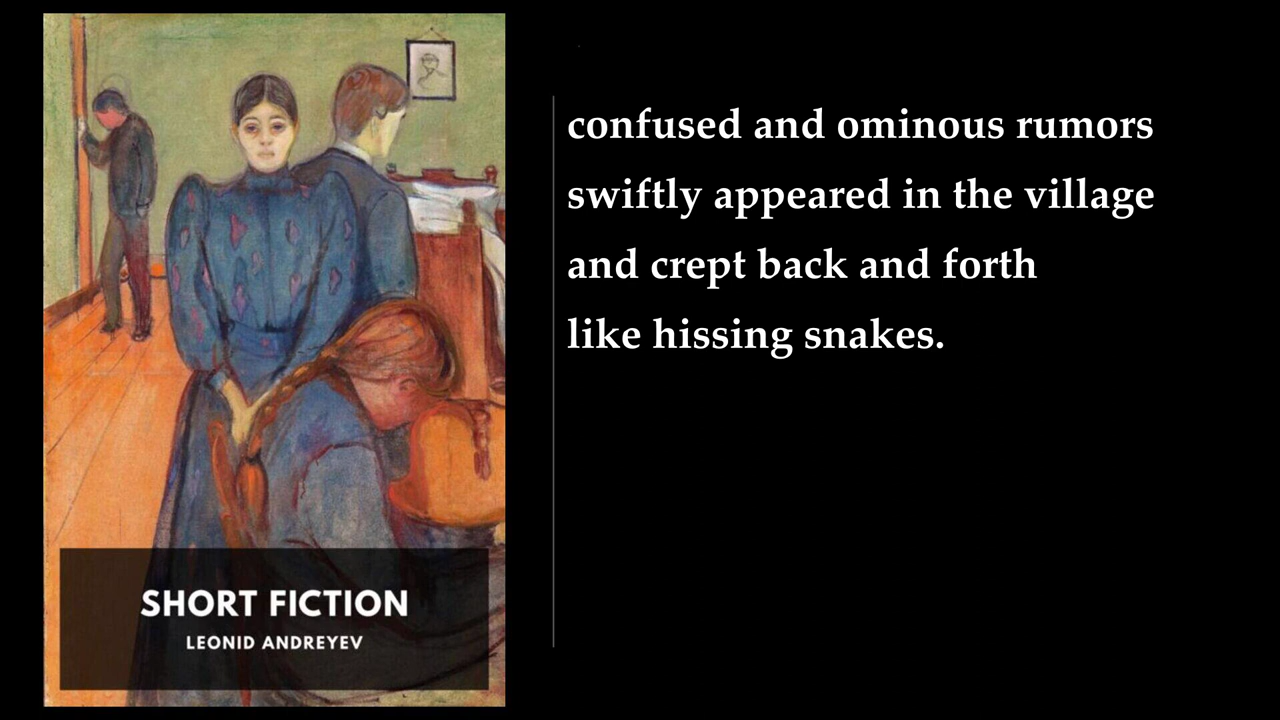 confused and ominous rumors
swiftly appeared in the village
and crept back and forth
like hissing snakes.
SHORT FICTION
LEONID ANDREYEV